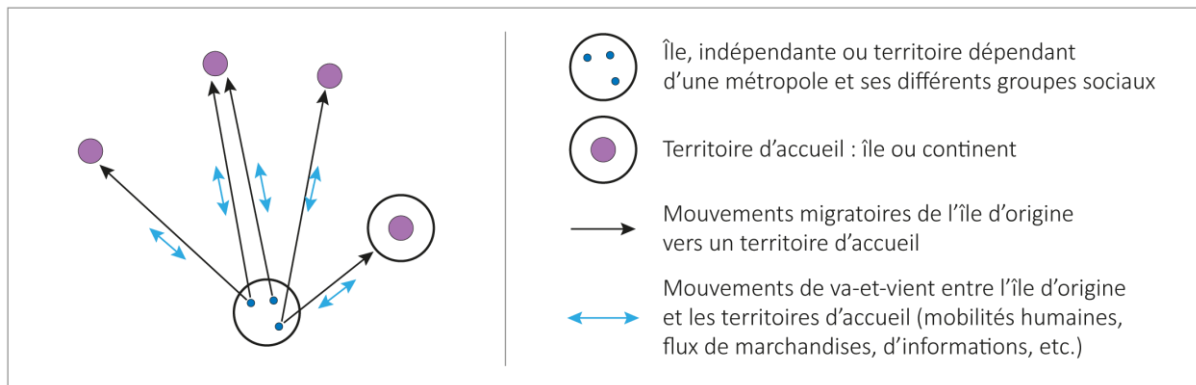 Île, indépendante ou territoire dépendant
d’une métropole et ses différents groupes sociaux
Territoire d’accueil : île ou continent
Mouvements migratoires de l’île d’origine
vers un territoire d’accueil
Mouvements de va-et-vient entre l’île d’origine
et les territoires d’accueil (mobilités humaines,
flux de marchandises, d’informations, etc.)